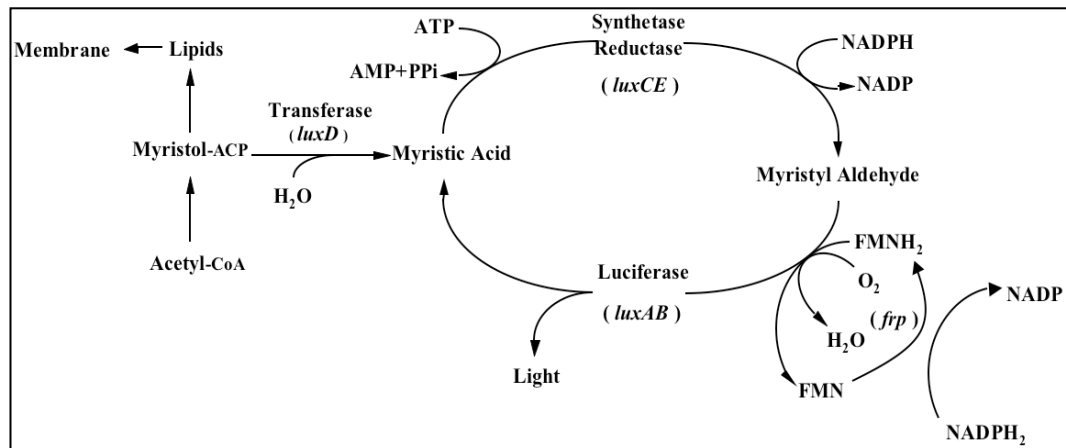 Membrane
Lipids
ATP
AMP+PPi
Synthetase
Reductase
(luxCE)
NADPH
NADP
Transferase
(luxD)
Myristol-ACP
H₂O
Myristic Acid
Myristyl Aldehyde
Acetyl-CoA
Luciferase
(luxAB)
Light
FMNH₂
O₂
H₂O
(frp)
FMN
NADP
NADPH₂